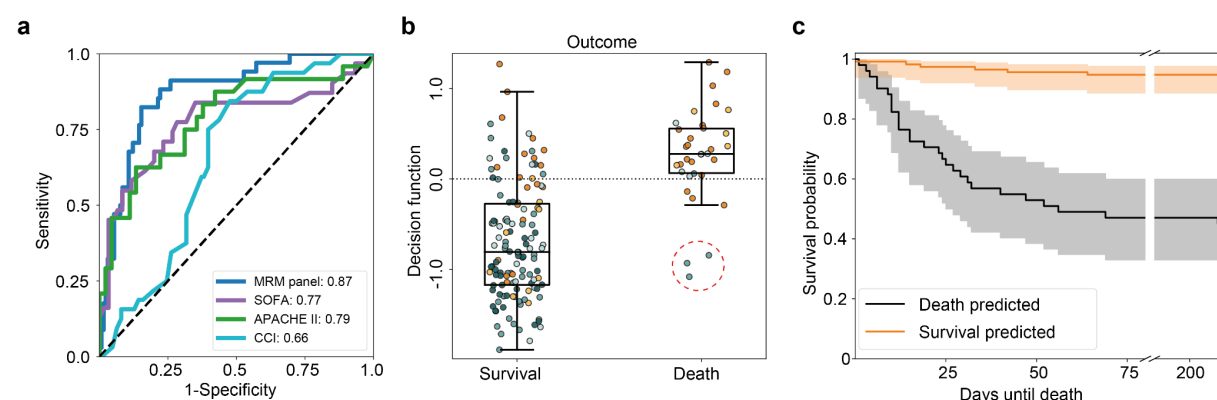 a
1.0
0.75
0.5
0.25
0.0
Sensitivity
0.25
0.5
0.75
1.0
1-Specificity
MRM panel: 0.87
SOFA: 0.77
APACHE II: 0.79
CCI: 0.66
b
Outcome
1.0
0.0
-1.0
Decision function
Survival
Death
c
1
0.8
0.6
0.4
0.2
0
Survival probability
Death predicted
Survival predicted
25
50
75
200
Days until death